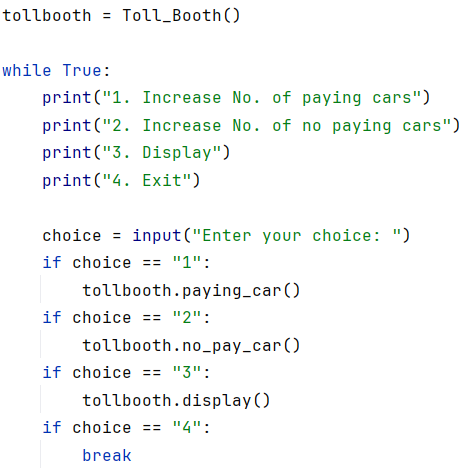 tollbooth = Toll_Booth()

while True:
    print("1. Increase No. of paying cars")
    print("2. Increase No. of no paying cars")
    print("3. Display")
    print("4. Exit")

    choice = input("Enter your choice: ")
    if choice == "1":
        tollbooth.paying_car()
    if choice == "2":
        tollbooth.no_pay_car()
    if choice == "3":
        tollbooth.display()
    if choice == "4":
        break